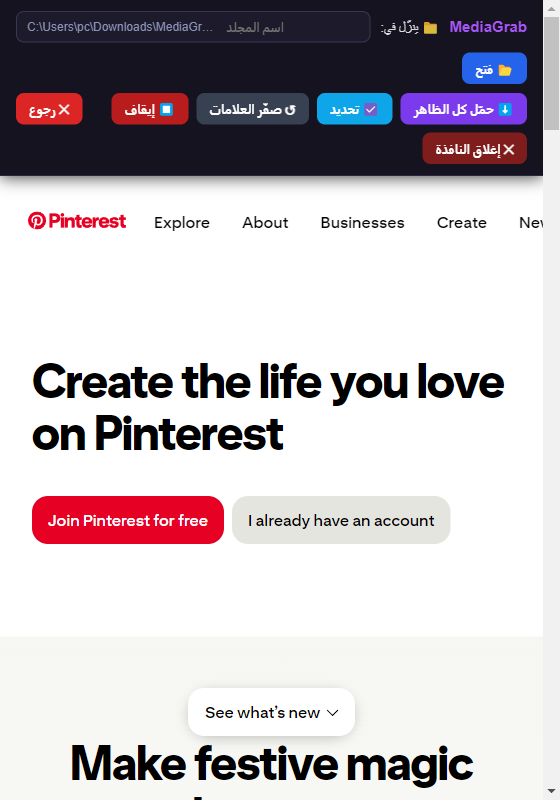 MediaGrab ينزّل في: C:\Users\pc\Downloads\MediaGr... اسم المجلد
فتح
حمّل كل الظاهر تحديد صفّر العلامات إيقاف رجوع
إغلاق النافذة
Pinterest Explore About Businesses Create New
Create the life you love
on Pinterest
Join Pinterest for free I already have an account
See what's new
Make festive magic